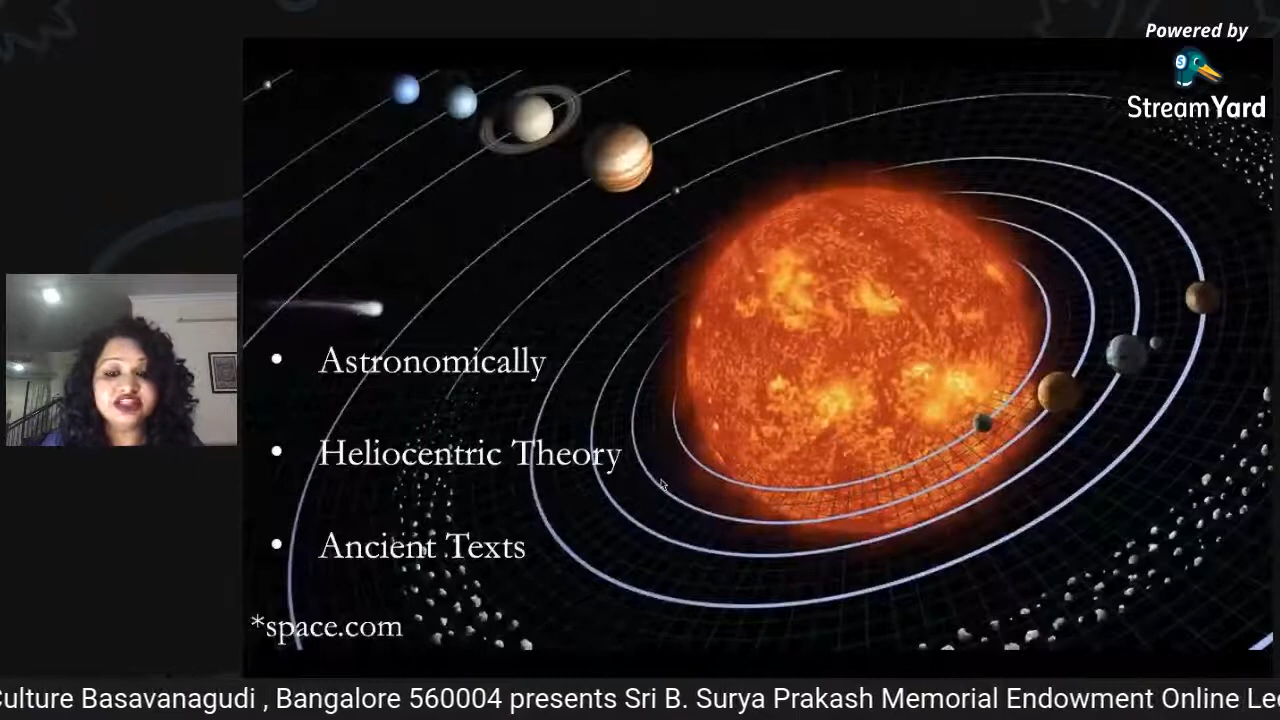 Powered by
StreamYard
• Astronomically
• Heliocentric Theory
• Ancient Texts
*space.com
Culture Basavanagudi , Bangalore 560004 presents Sri B. Surya Prakash Memorial Endowment Online Le